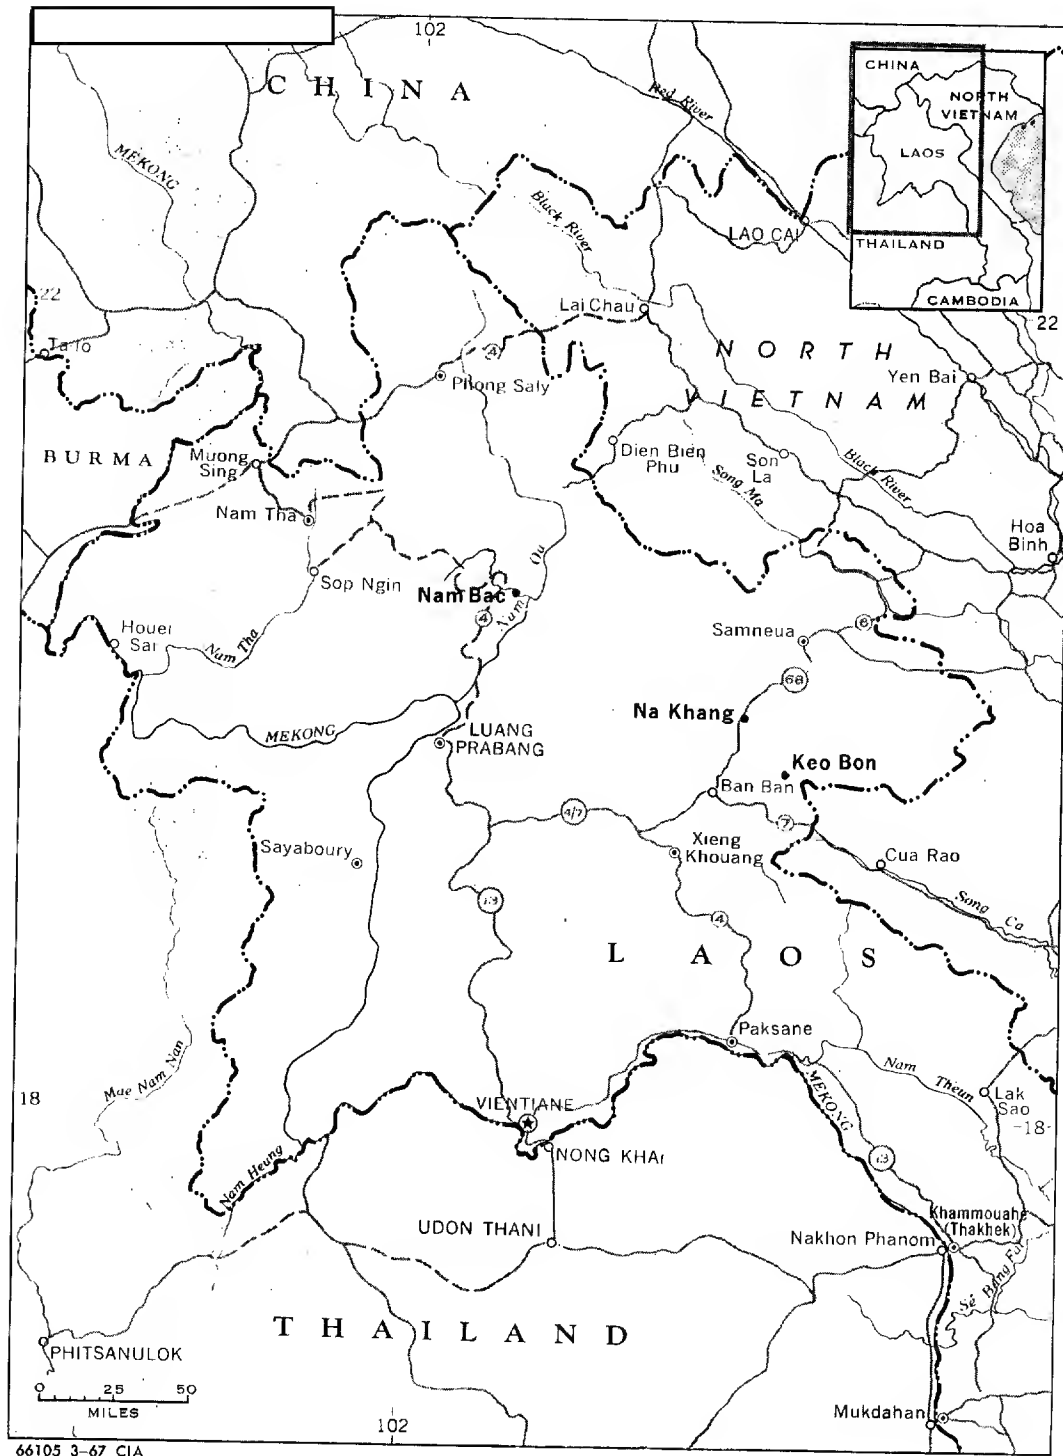 102
CHINA
Red River
CHINA
NORTH
VIETNAM
LAOS
THAILAND
CAMBODIA
MEKONG
Black River
LAO CAI
22
Lai Chau
22
NORTH
VIETNAM
Yen Bai
4
Phong Saly
BURMA
Muong
Sing
Dien Bien
Phu
Son
La
Song Ma
Black River
Nam Tha
Hoa
Binh
Sop Ngin
Nam Bac
Nam Ou
4
Houei
Sai
Nam Tha
Samneua
6
68
MEKONG
Na Khang
LUANG
PRABANG
Keo Bon
Ban Ban
4/7
7
Sayaboury
Xieng
Khouang
Cua Rao
13
4
Song Ca
LAOS
Paksane
Mae Nam Nan
Nam Theun
MEKONG
18
VIENTIANE
Lak
Sao
-18-
NONG KHAI
13
Nam Heung
Khammouane
(Thakhek)
UDON THANI
Nakhon Phanom
Se Bang Fai
THAILAND
PHITSANULOK
0 25 50
MILES
102
Mukdahan
66105 3-67 CIA